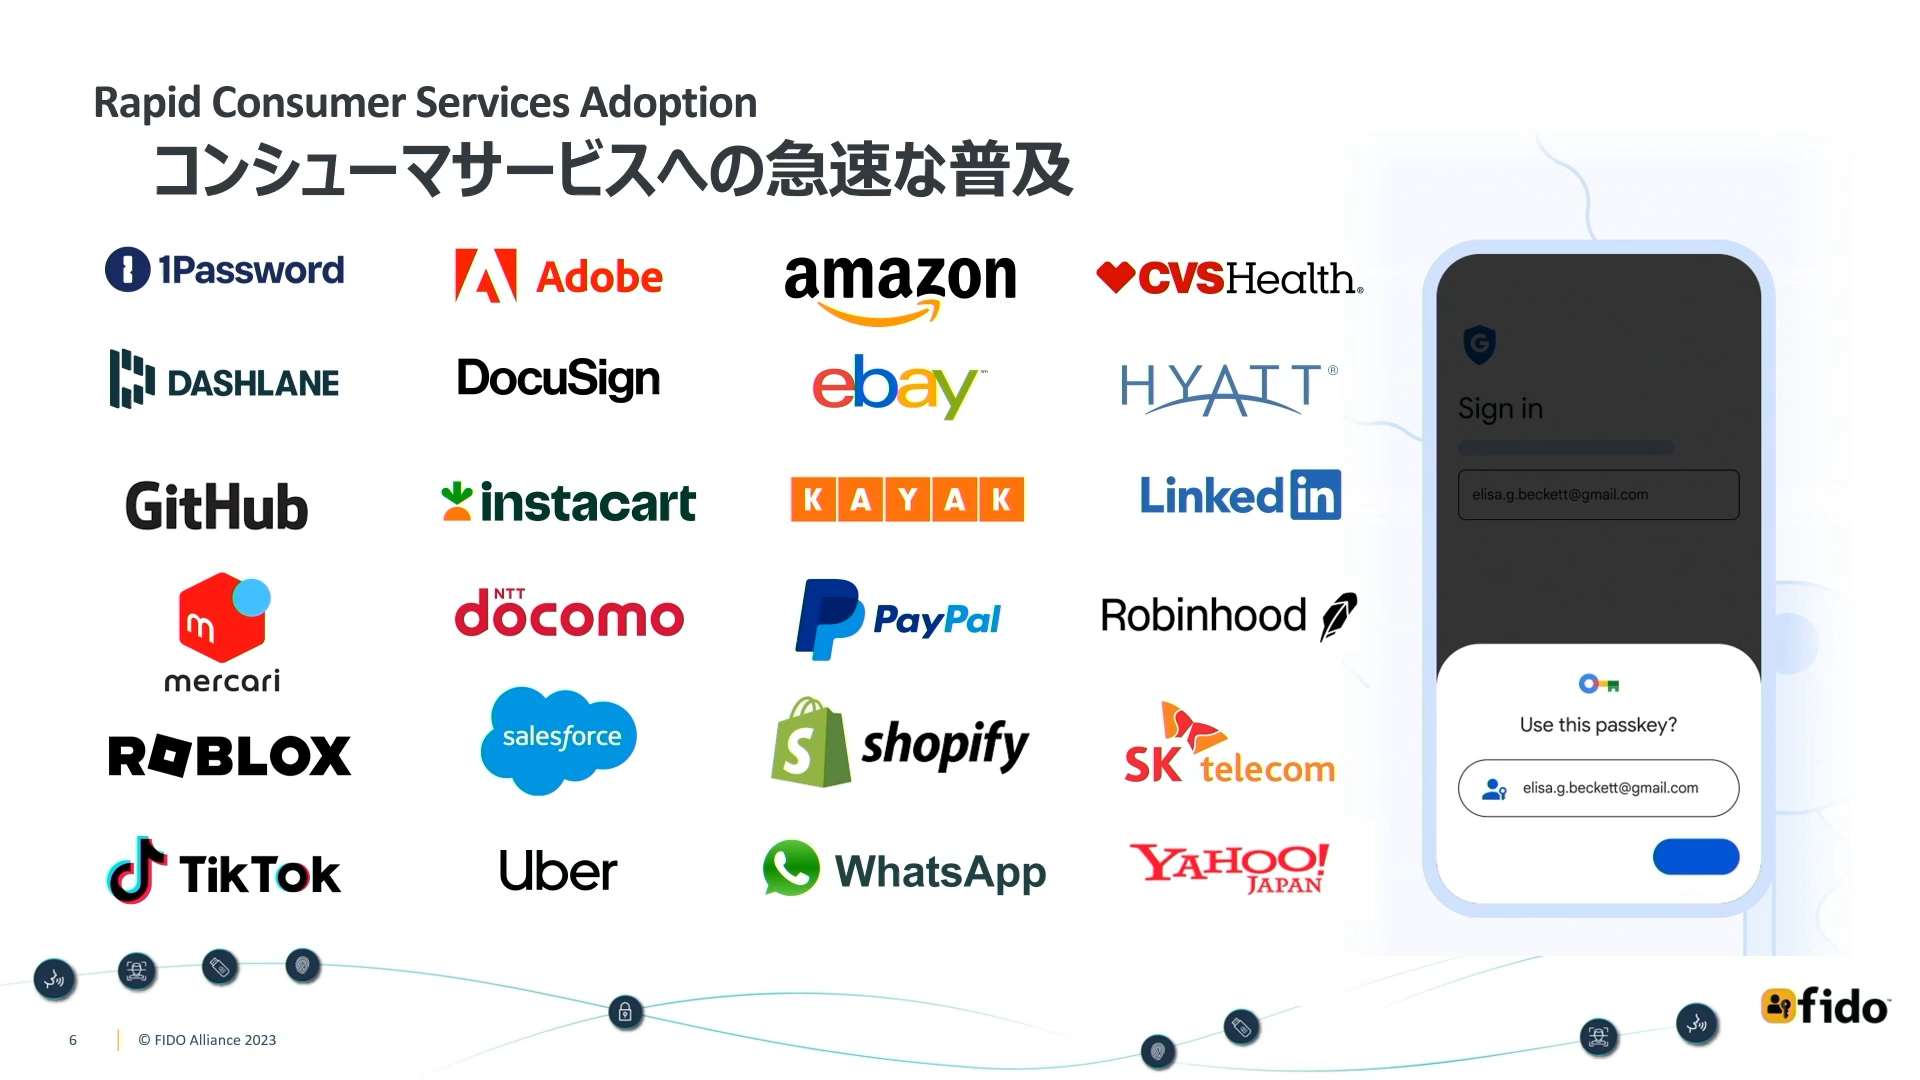 Rapid Consumer Services Adoption
コンシューマサービスへの急速な普及
1Password
Adobe
amazon
CVSHealth®
DASHLANE
DocuSign
ebay™
HYATT®
GitHub
instacart
KAYAK
Linkedin
mercari
NTT
docomo
PayPal
Robinhood
ROBLOX
salesforce
shopify
SK telecom
TikTok
Uber
WhatsApp
YAHOO!
JAPAN
G
Sign in
elisa.g.beckett@gmail.com
Use this passkey?
elisa.g.beckett@gmail.com
6
© FIDO Alliance 2023
fido™